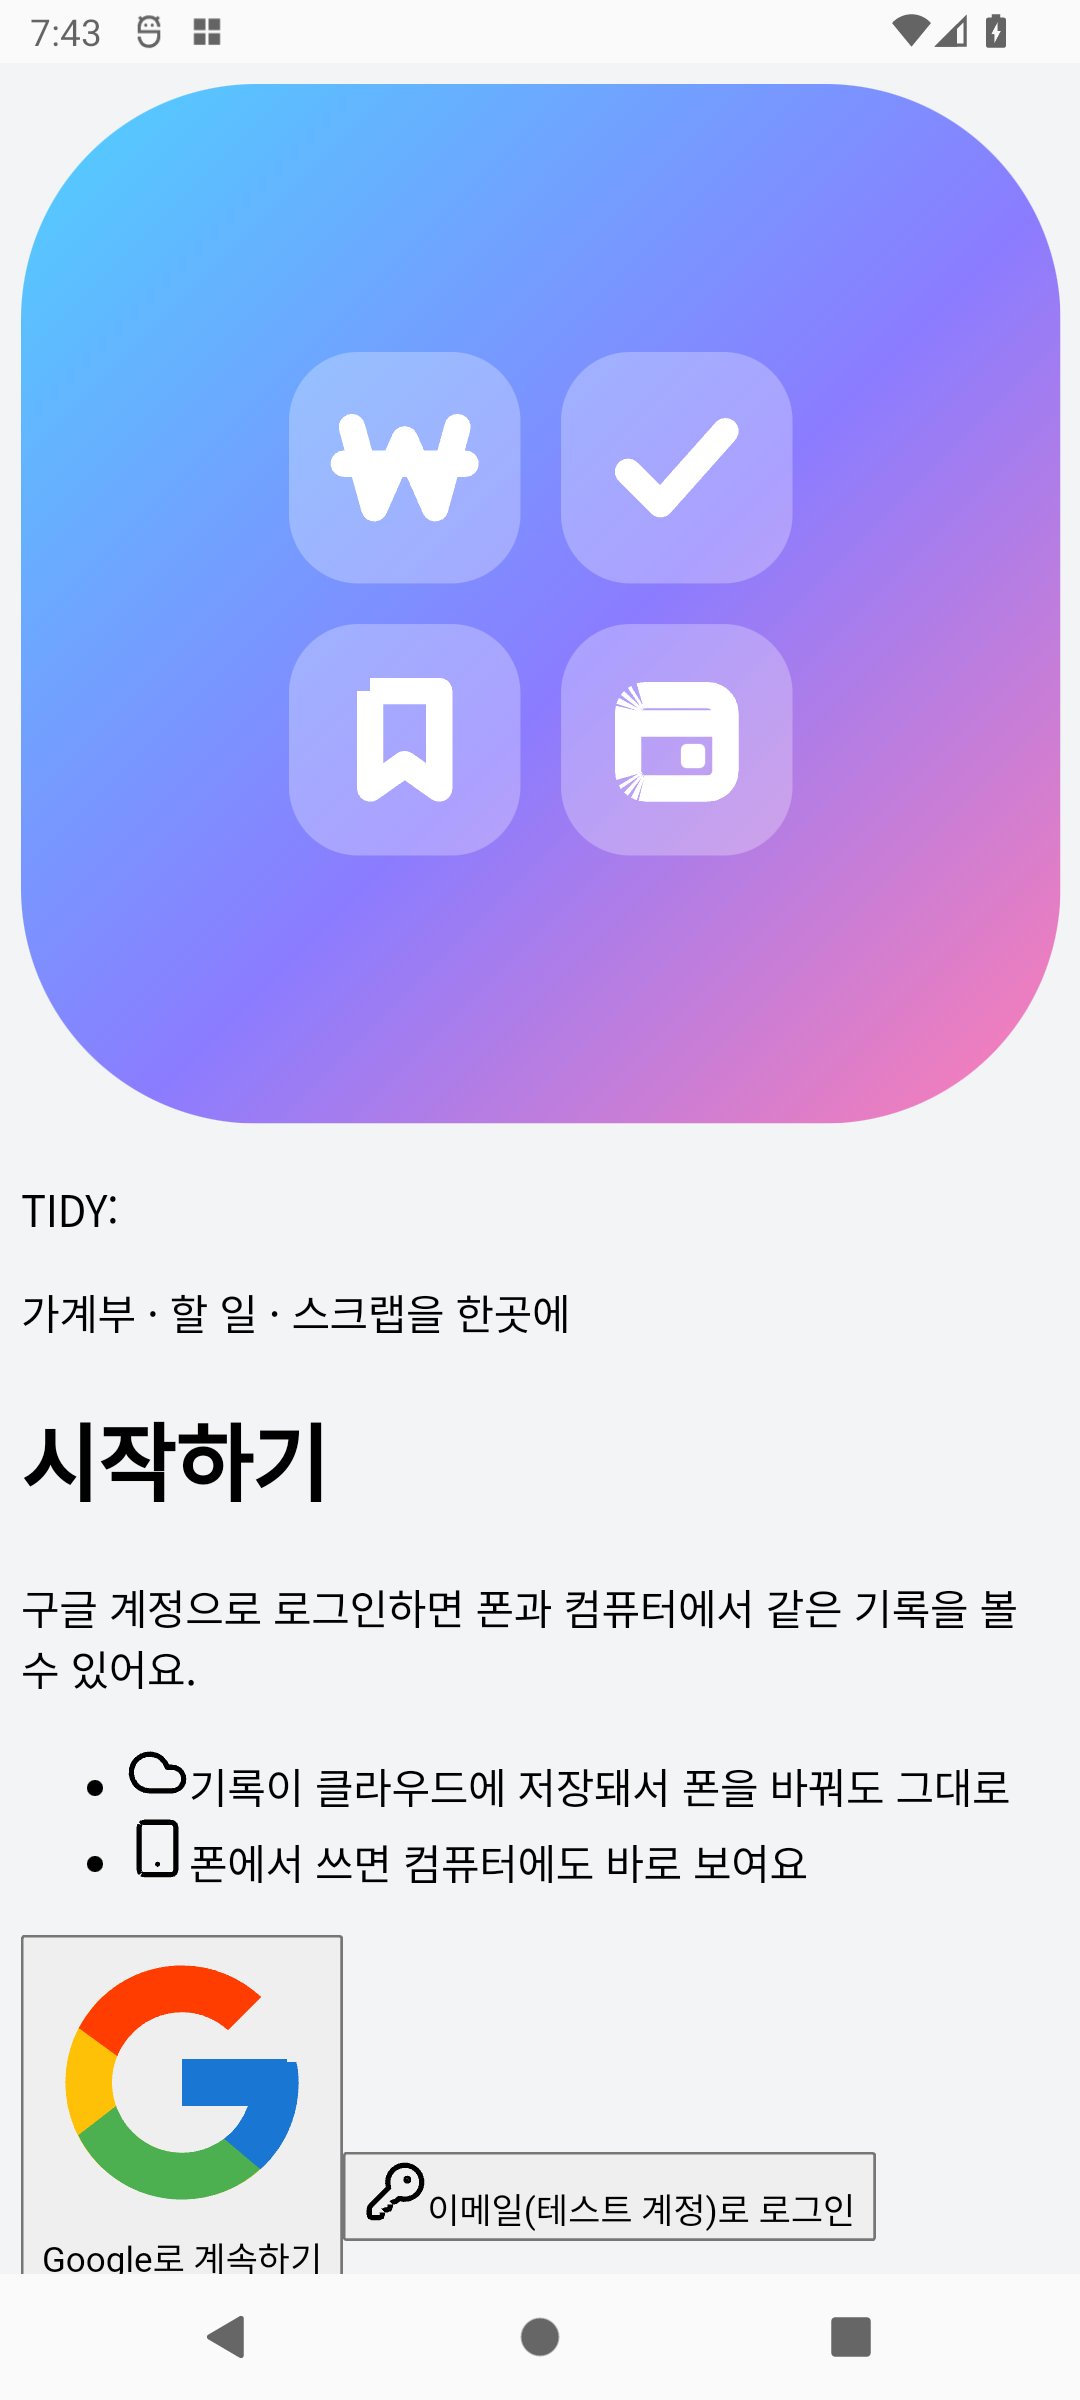 7:43
TIDY:
가계부 · 할 일 · 스크랩을 한곳에
시작하기
구글 계정으로 로그인하면 폰과 컴퓨터에서 같은 기록을 볼
수 있어요.
기록이 클라우드에 저장돼서 폰을 바꿔도 그대로
폰에서 쓰면 컴퓨터에도 바로 보여요
이메일(테스트 계정)로 로그인
Google로 계속하기